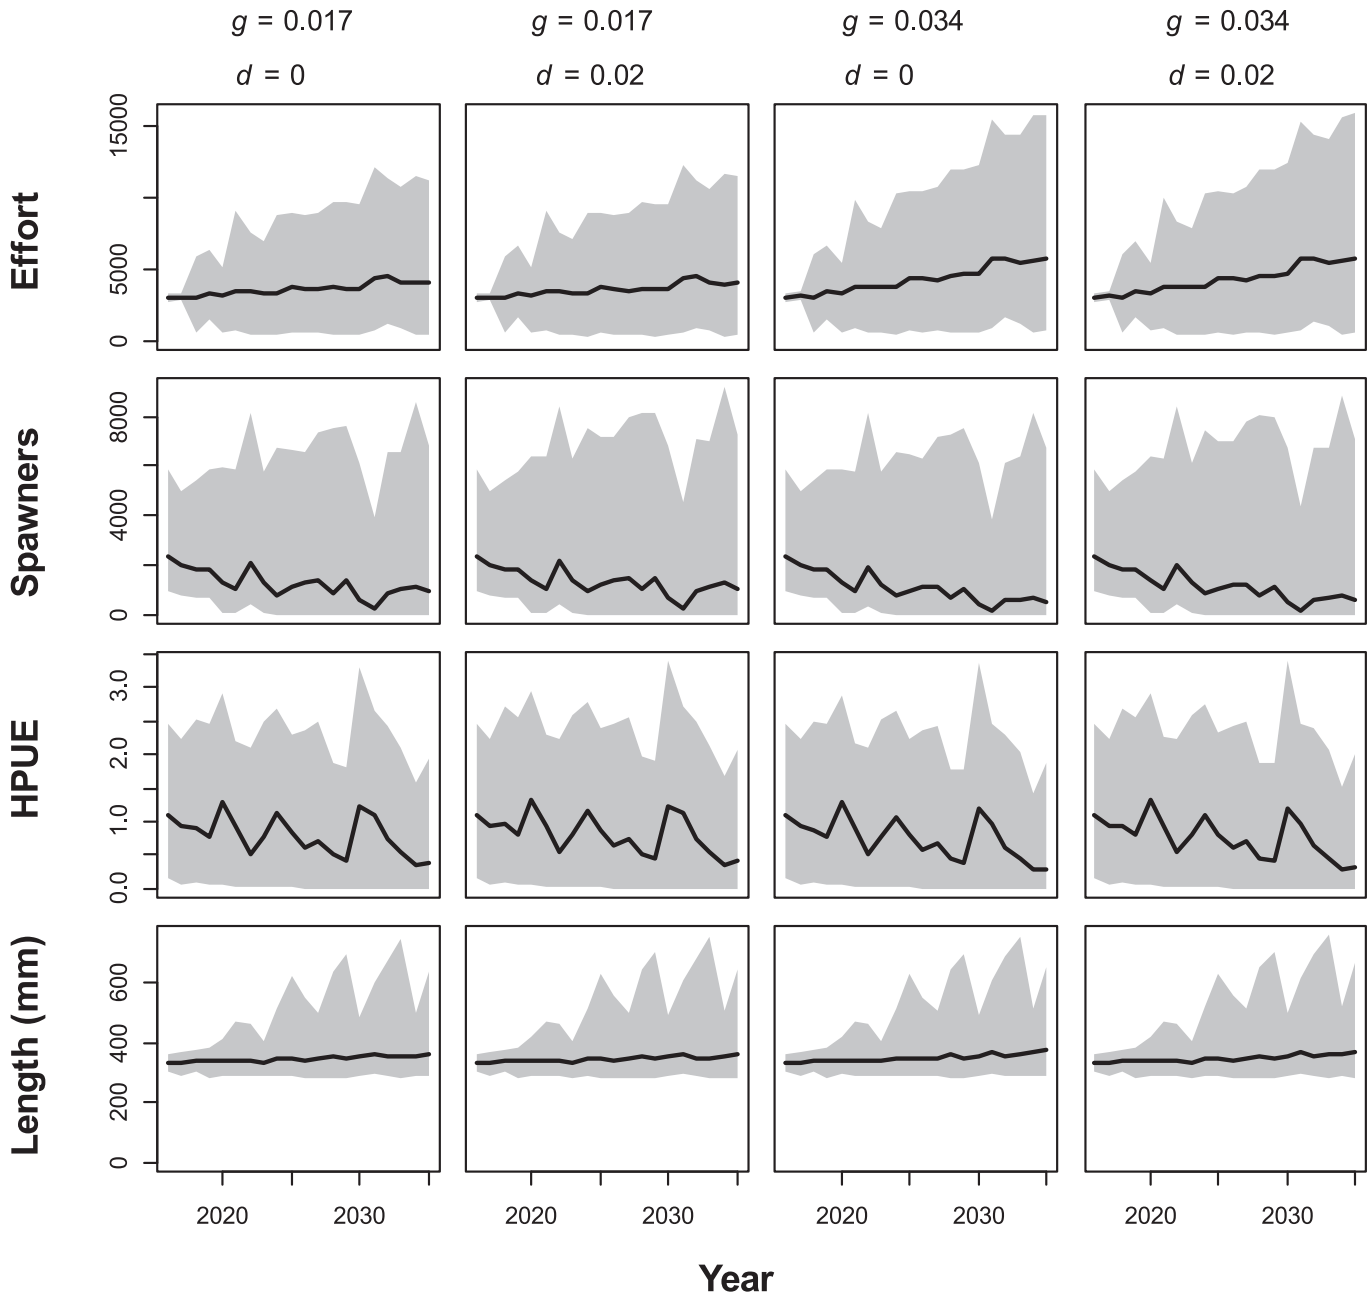 g = 0.017 g = 0.017 g = 0.034 g = 0.034
d = 0 d = 0.02 d = 0 d = 0.02
Effort
15000
5000
0
Spawners
8000
4000
0
HPUE
3.0
2.0
1.0
0.0
Length (mm)
600
400
200
0
2020 2030 2020 2030 2020 2030 2020 2030
Year